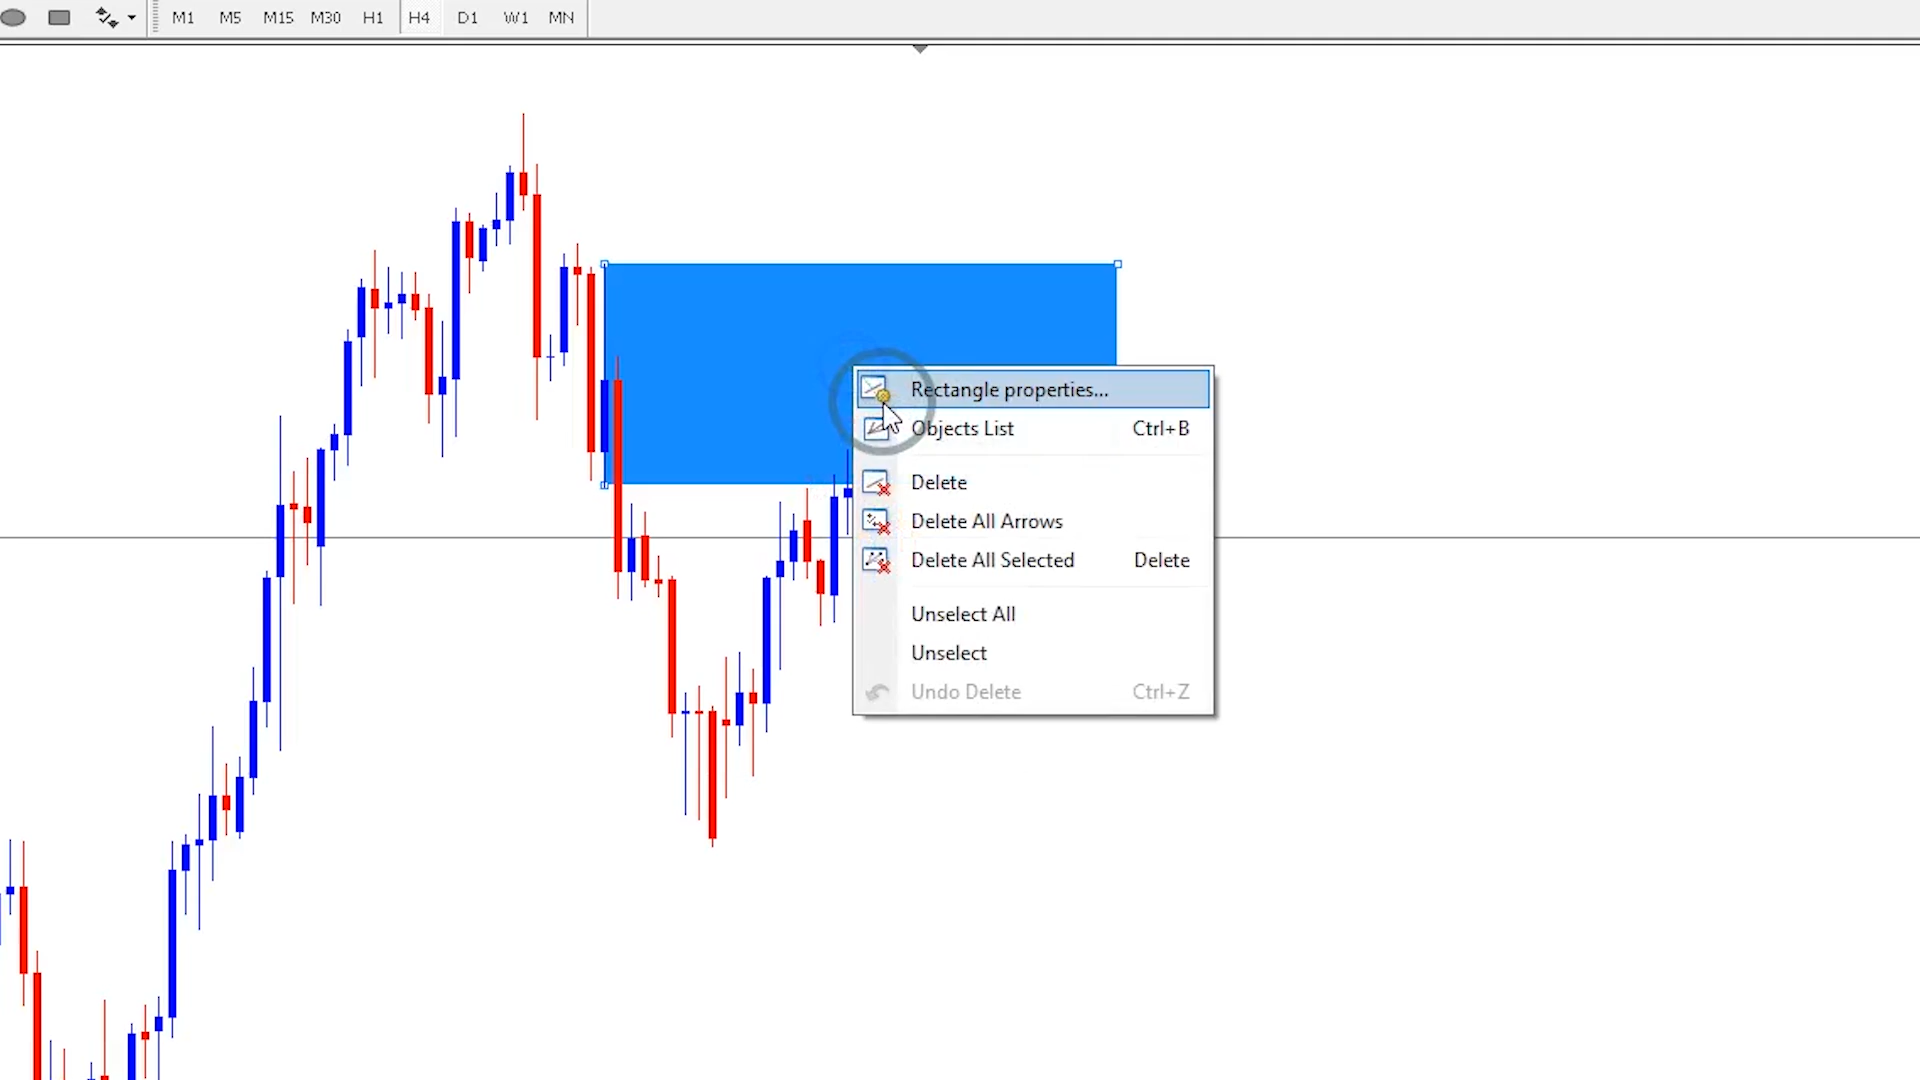 M1 M5 M15 M30 H1 H4 D1 W1 MN
Rectangle properties...
Objects List Ctrl+B
Delete
Delete All Arrows
Delete All Selected Delete
Unselect All
Unselect
Undo Delete Ctrl+Z